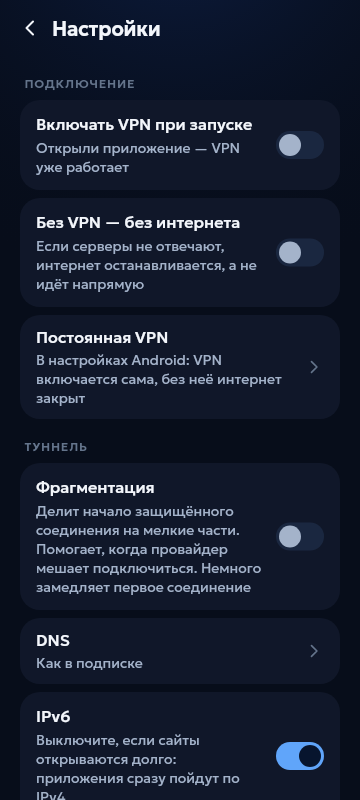 Настройки
ПОДКЛЮЧЕНИЕ
Включать VPN при запуске
Открыли приложение — VPN
уже работает
Без VPN — без интернета
Если серверы не отвечают,
интернет останавливается, а не
идёт напрямую
Постоянная VPN
В настройках Android: VPN
включается сама, без неё интернет
закрыт
ТУННЕЛЬ
Фрагментация
Делит начало защищённого
соединения на мелкие части.
Помогает, когда провайдер
мешает подключиться. Немного
замедляет первое соединение
DNS
Как в подписке
IPv6
Выключите, если сайты
открываются долго:
приложения сразу пойдут по
IPv4